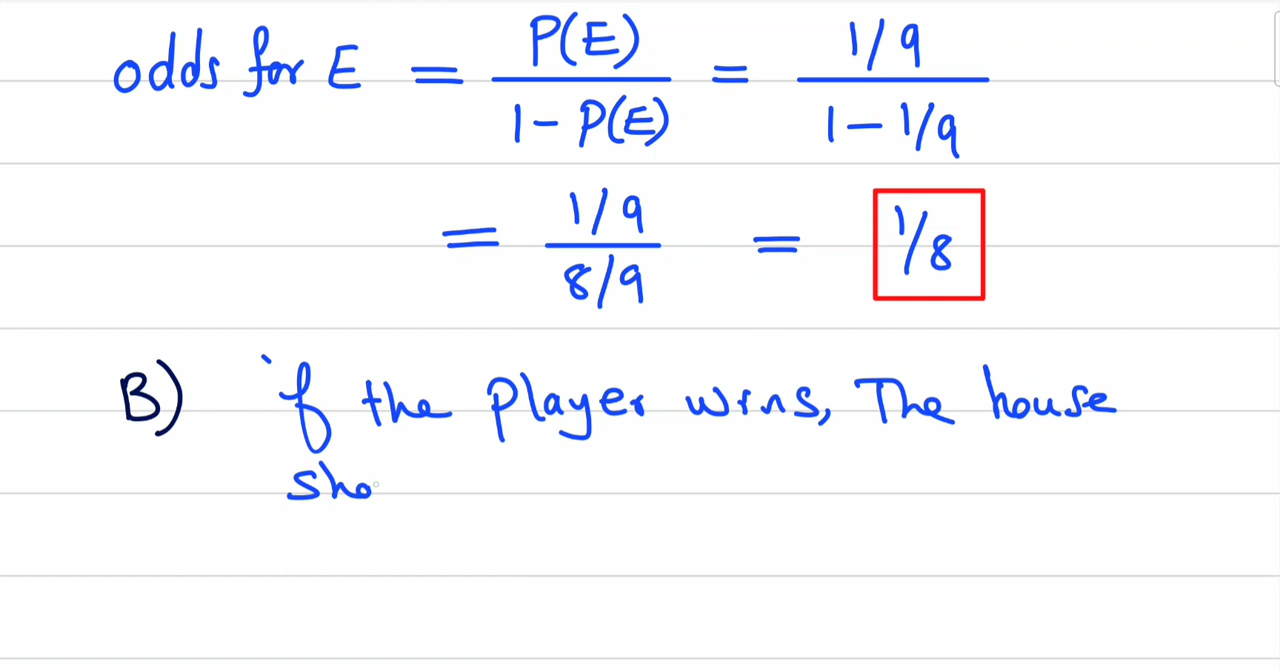 odds for E = P(E) / 1 - P(E) = 1/9 / 1 - 1/9
= 1/9 / 8/9 = 1/8
B) if the Player wins, The house
sho